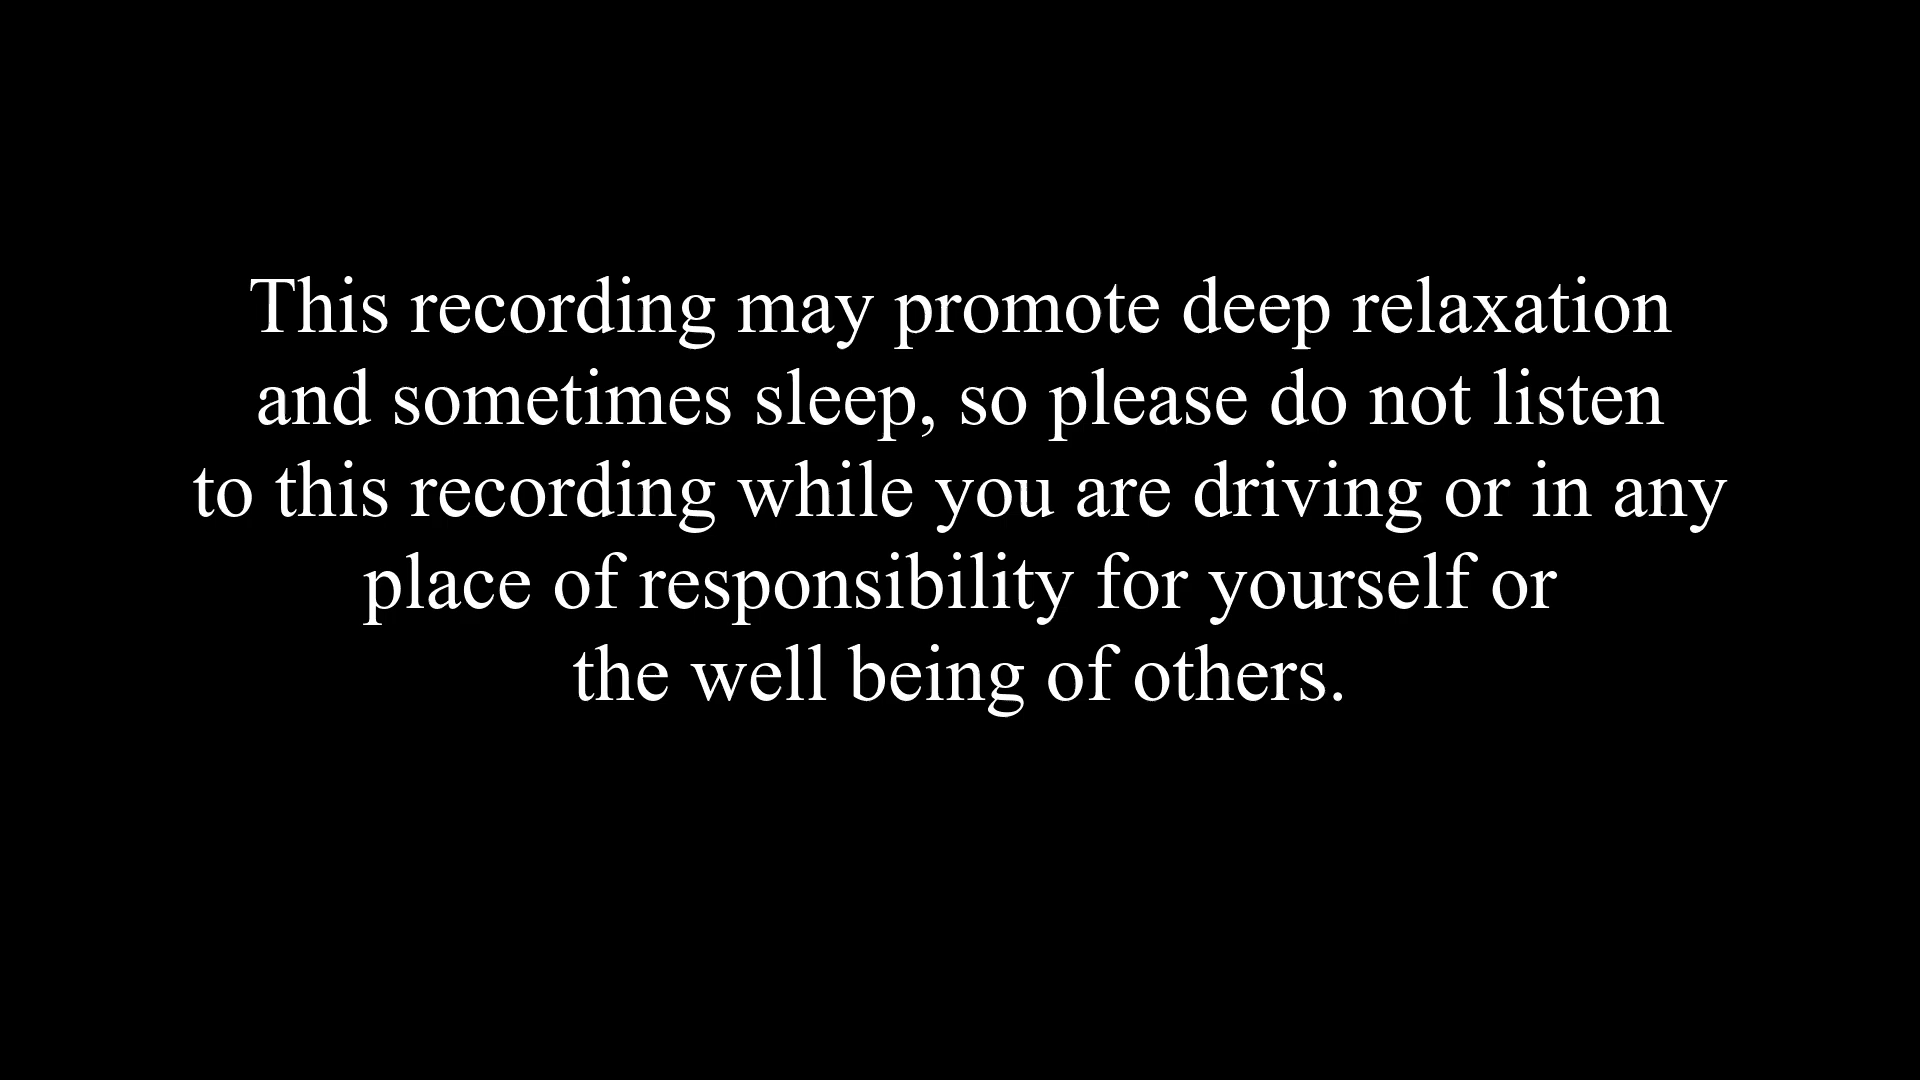 This recording may promote deep relaxation
and sometimes sleep, so please do not listen
to this recording while you are driving or in any
place of responsibility for yourself or
the well being of others.